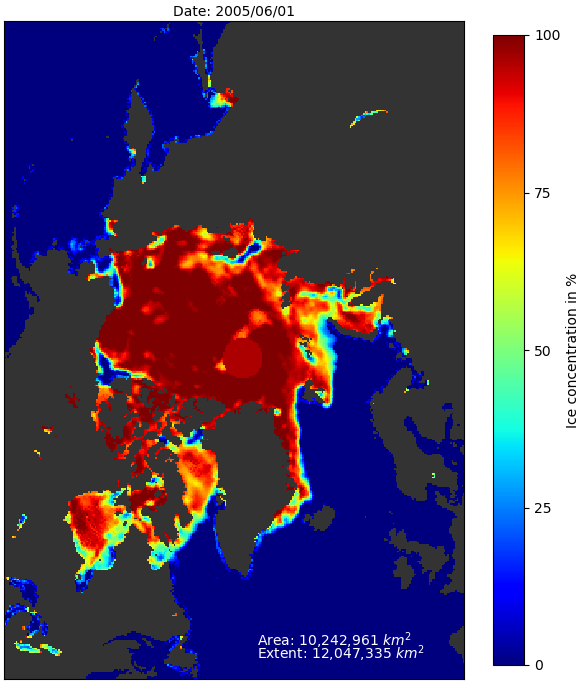 Date: 2005/06/01
100
75
50
25
0
Ice concentration in %
Area: 10,242,961 km²
Extent: 12,047,335 km²